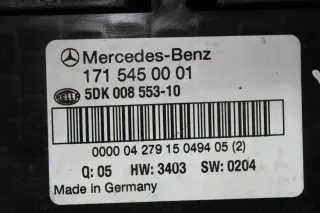 Mercedes-Benz
171 545 00 01
HELLA 5DK 008 553-10
0000 04 279 15 0494 05 (2)
Q: 05 HW: 3403 SW: 0204
Made in Germany